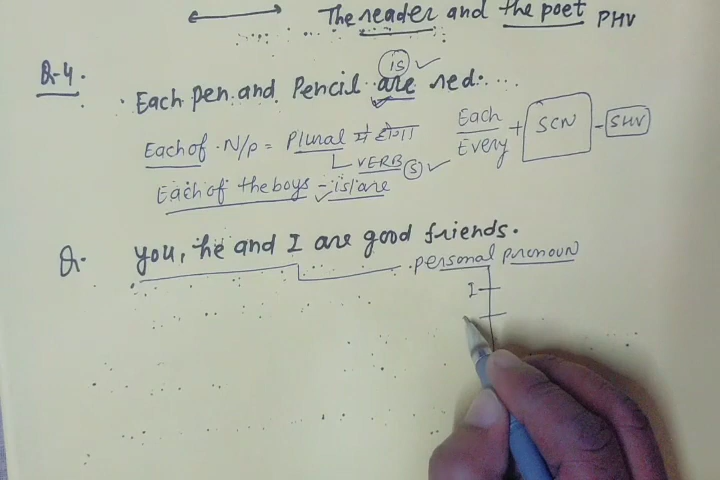 The reader and the poet PHV
Q-4.
is ✓
Each pen and Pencil are red.
Each of N/P = Plural में होगा
VERB (S) ✓
Each of the boys - is/are
Each
Every + SCN - SHV
Q. you, he and I are good friends.
personal pronoun
I